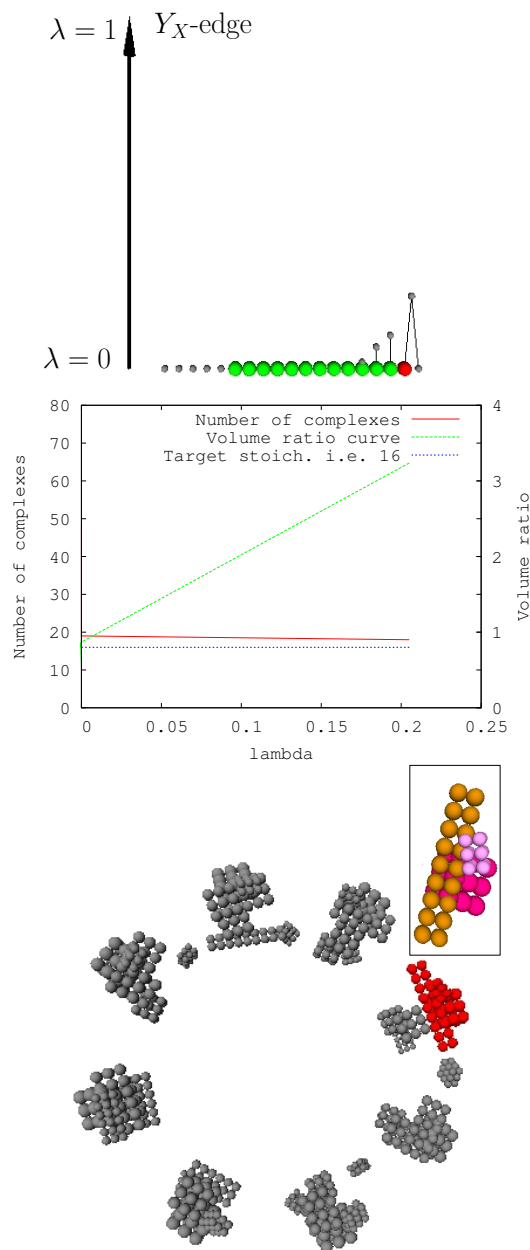 λ = 1 Y_X-edge
λ = 0
80 4
Number of complexes
Volume ratio curve
Target stoich. i.e. 16
70
60 3
50
40 2
30
20 1
10
0 0
0 0.05 0.1 0.15 0.2 0.25
lambda
Number of complexes
Volume ratio